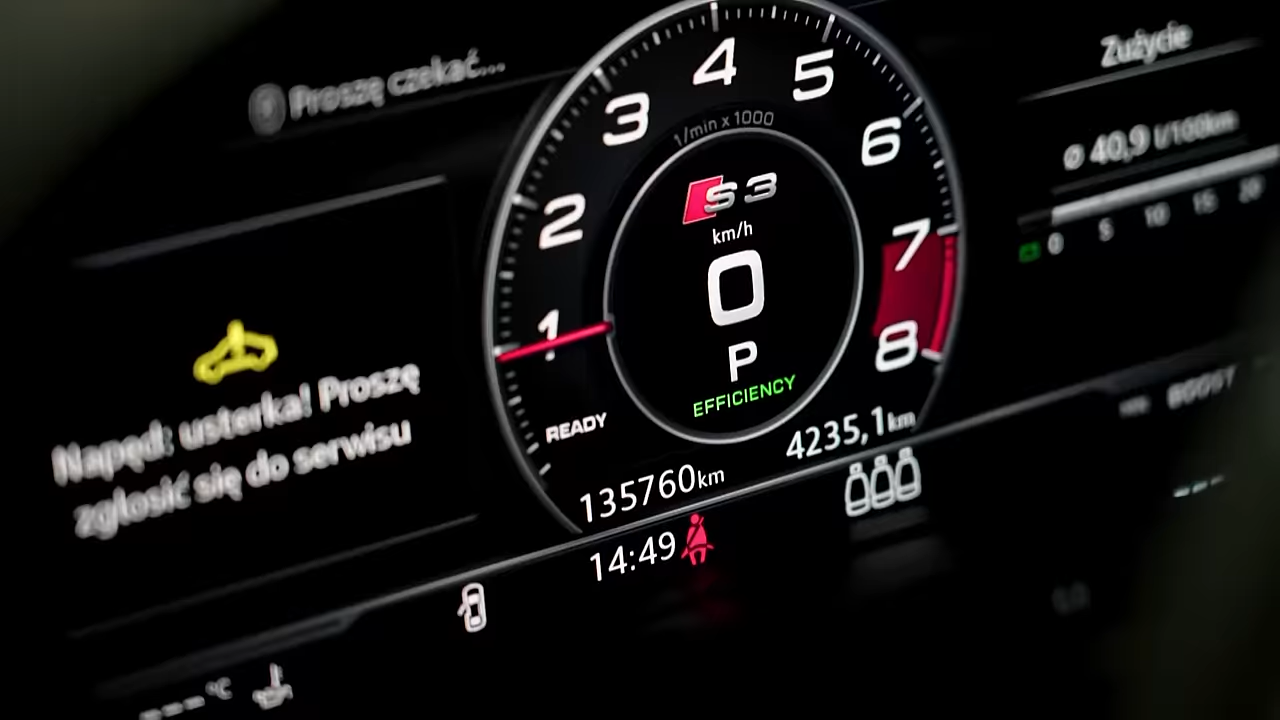 Proszę czekać...
Zużycie
ø 40,9 l/100km
0 5 10 15 20
1 2 3 4 5 6 7 8
1/min x 1000
S3
km/h
0
P
EFFICIENCY
READY
Napęd: usterka! Proszę
zgłosić się do serwisu
135760km
4235,1km
14:49
BOOST
---°C
---